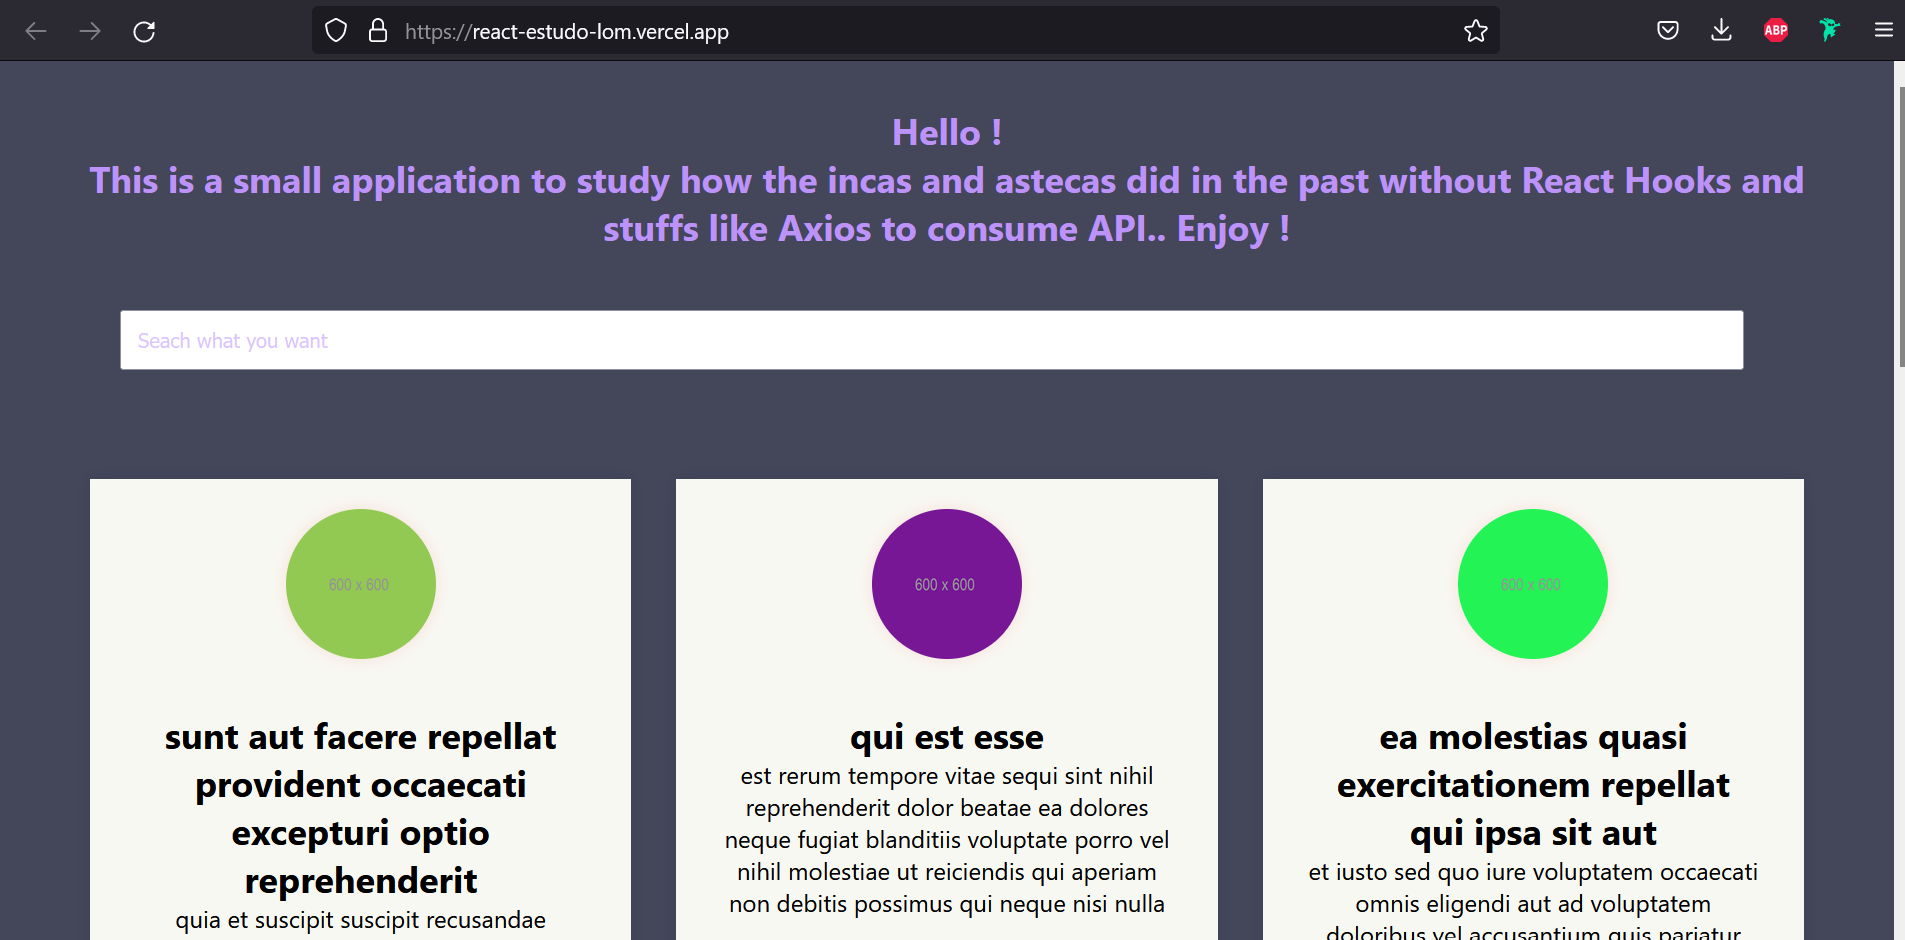 https://react-estudo-lom.vercel.app
ABP
Hello !
This is a small application to study how the incas and astecas did in the past without React Hooks and
stuffs like Axios to consume API.. Enjoy !
Seach what you want
600 x 600
sunt aut facere repellat
provident occaecati
excepturi optio
reprehenderit
quia et suscipit suscipit recusandae
600 x 600
qui est esse
est rerum tempore vitae sequi sint nihil
reprehenderit dolor beatae ea dolores
neque fugiat blanditiis voluptate porro vel
nihil molestiae ut reiciendis qui aperiam
non debitis possimus qui neque nisi nulla
600 x 600
ea molestias quasi
exercitationem repellat
qui ipsa sit aut
et iusto sed quo iure voluptatem occaecati
omnis eligendi aut ad voluptatem
doloribus vel accusantium quis pariatur